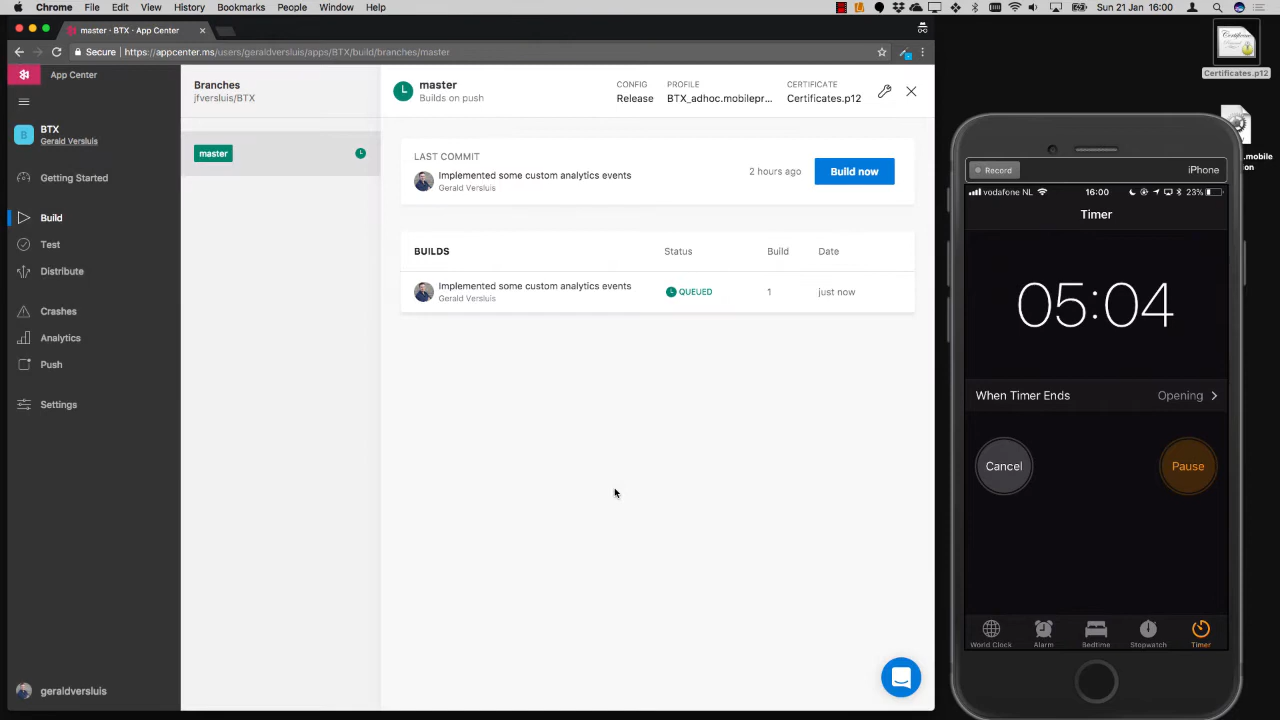 Chrome File Edit View History Bookmarks People Window Help
23% Sun 21 Jan 16:00
master · BTX · App Center
Secure https://appcenter.ms/users/geraldversluis/apps/BTX/build/branches/master
App Center
B
BTX
Gerald Versluis
Getting Started
Build
Test
Distribute
Crashes
Analytics
Push
Settings
geraldversluis
Branches
jfversluis/BTX
master
master
Builds on push
CONFIG
Release
PROFILE
BTX_adhoc.mobilepr...
CERTIFICATE
Certificates.p12
LAST COMMIT
Implemented some custom analytics events
Gerald Versluis
2 hours ago
Build now
BUILDS Status Build Date
Implemented some custom analytics events
Gerald Versluis
QUEUED
1
just now
Certificates.p12
Record iPhone
vodafone NL 16:00 23%
Timer
05:04
When Timer Ends Opening
Cancel Pause
World Clock Alarm Bedtime Stopwatch Timer